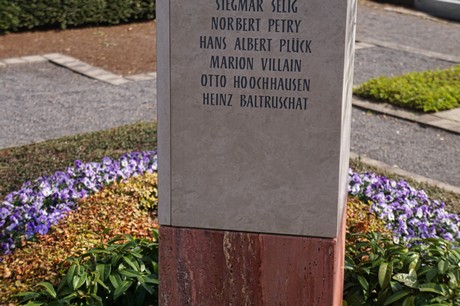 SIEGMAR SELIG
NORBERT PETRY
HANS ALBERT PLÜCK
MARION VILLAIN
OTTO HOOCHHAUSEN
HEINZ BALTRUSCHAT